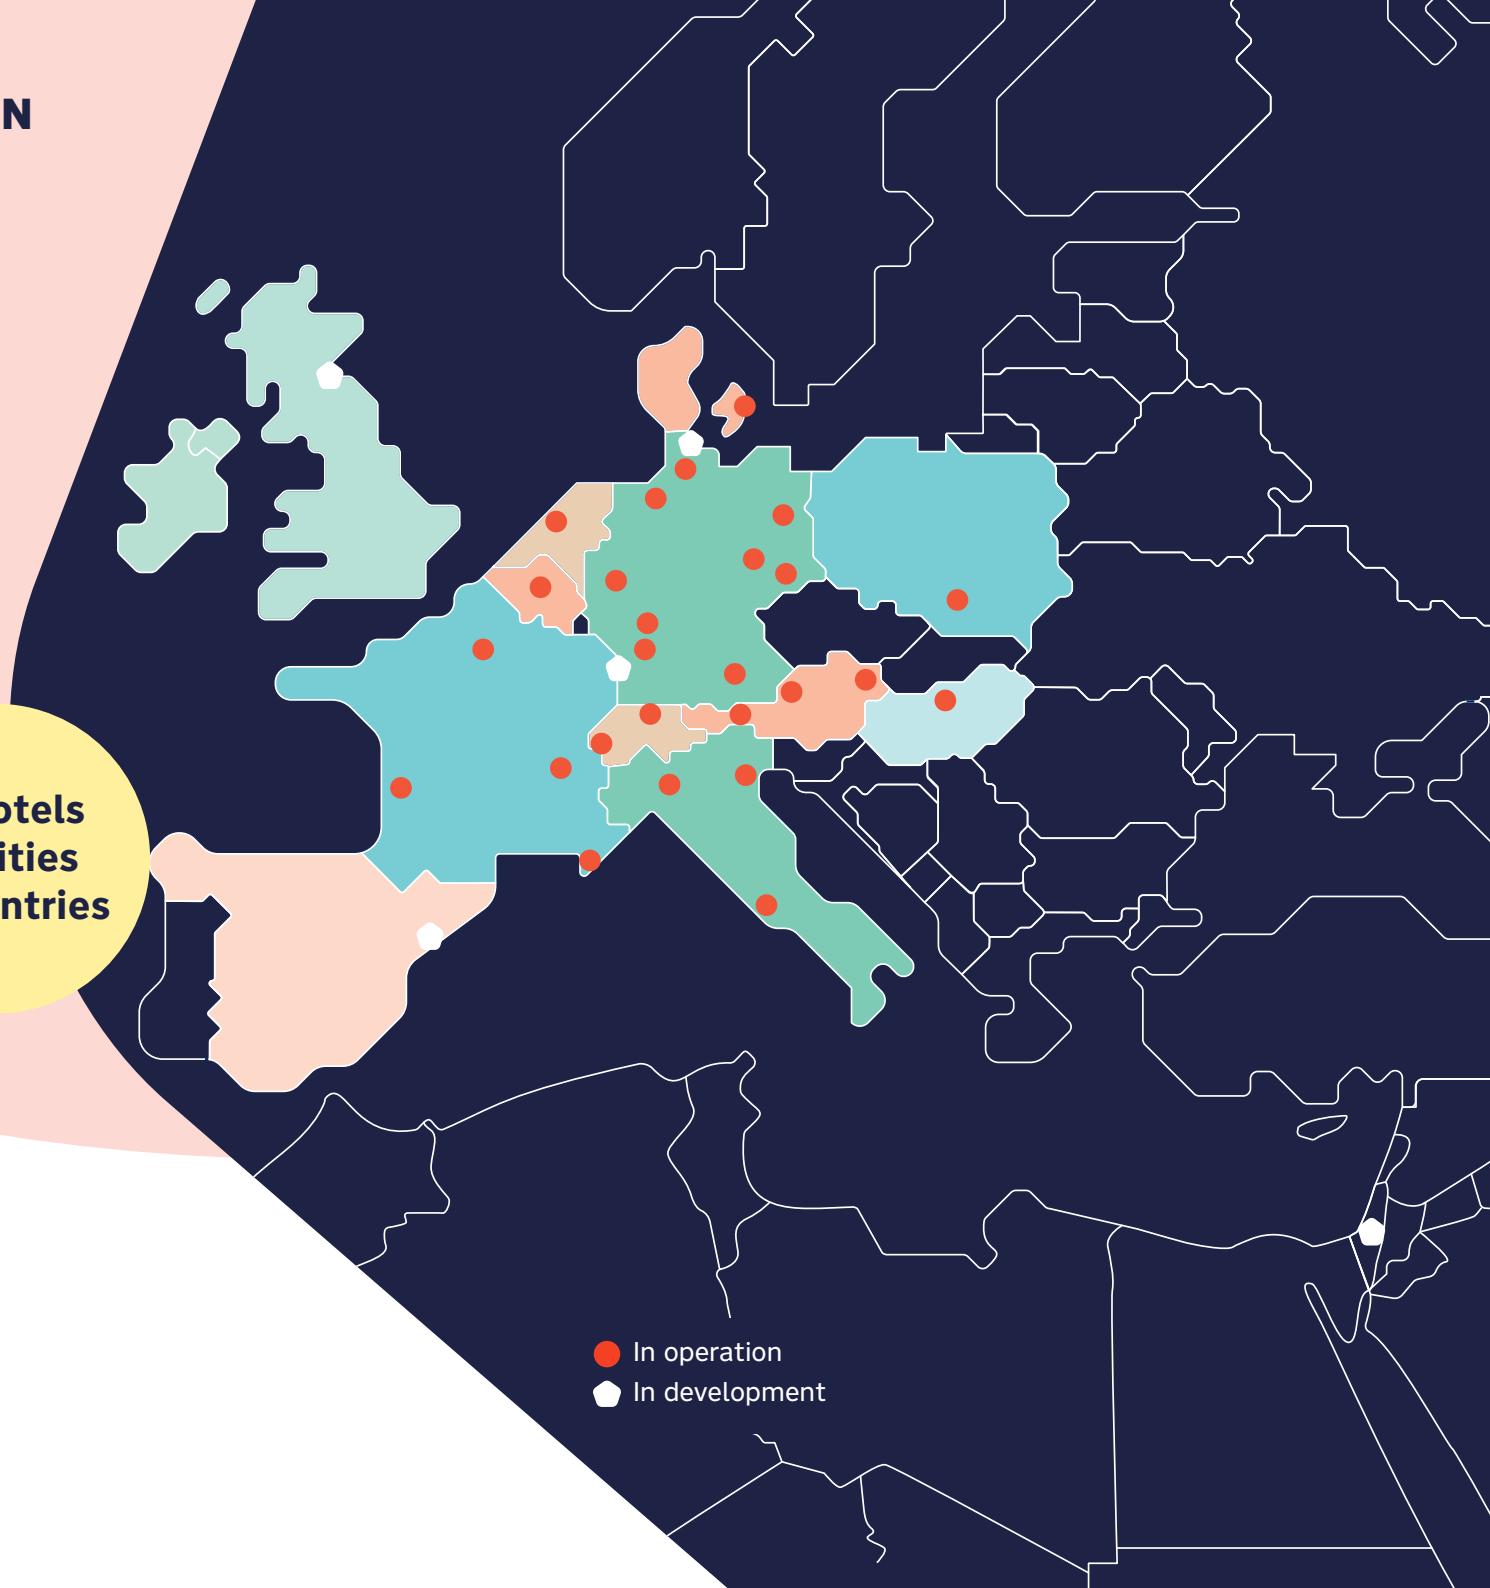 N
otels
ities
ntries
In operation
In development